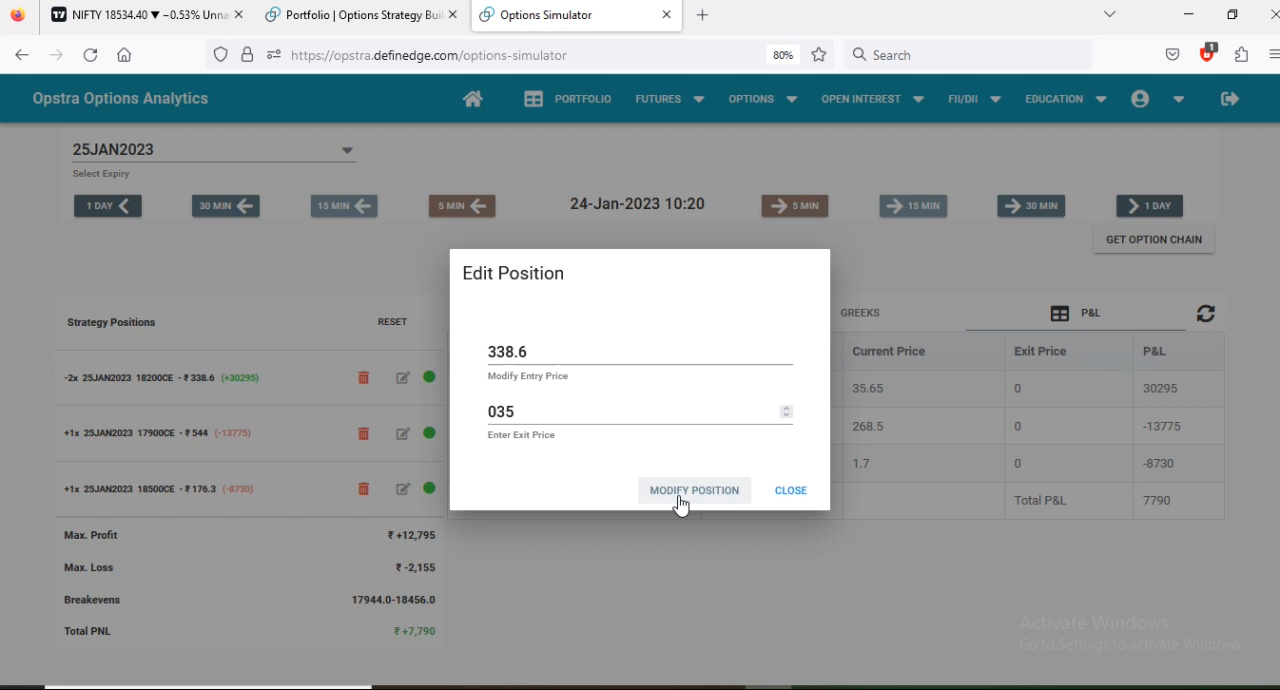 NIFTY 18534.40 ▼ −0.53% Unna
Portfolio | Options Strategy Buil
Options Simulator
https://opstra.definedge.com/options-simulator
80%
Search
1
Opstra Options Analytics
PORTFOLIO
FUTURES
OPTIONS
OPEN INTEREST
FII/DII
EDUCATION
25JAN2023
Select Expiry
1 DAY
30 MIN
15 MIN
5 MIN
24-Jan-2023 10:20
5 MIN
15 MIN
30 MIN
1 DAY
GET OPTION CHAIN
Edit Position
338.6
Modify Entry Price
035
Enter Exit Price
MODIFY POSITION
CLOSE
Strategy Positions
RESET
-2x 25JAN2023 18200CE - ₹ 338.6 (+30295)
+1x 25JAN2023 17900CE - ₹ 544 (-13775)
+1x 25JAN2023 18500CE - ₹ 176.3 (-8730)
Max. Profit ₹ +12,795
Max. Loss ₹ -2,155
Breakevens 17944.0-18456.0
Total PNL ₹ +7,790
GREEKS
P&L
Current Price Exit Price P&L
35.65 0 30295
268.5 0 -13775
1.7 0 -8730
Total P&L 7790
Activate Windows
Go to Settings to activate Windows